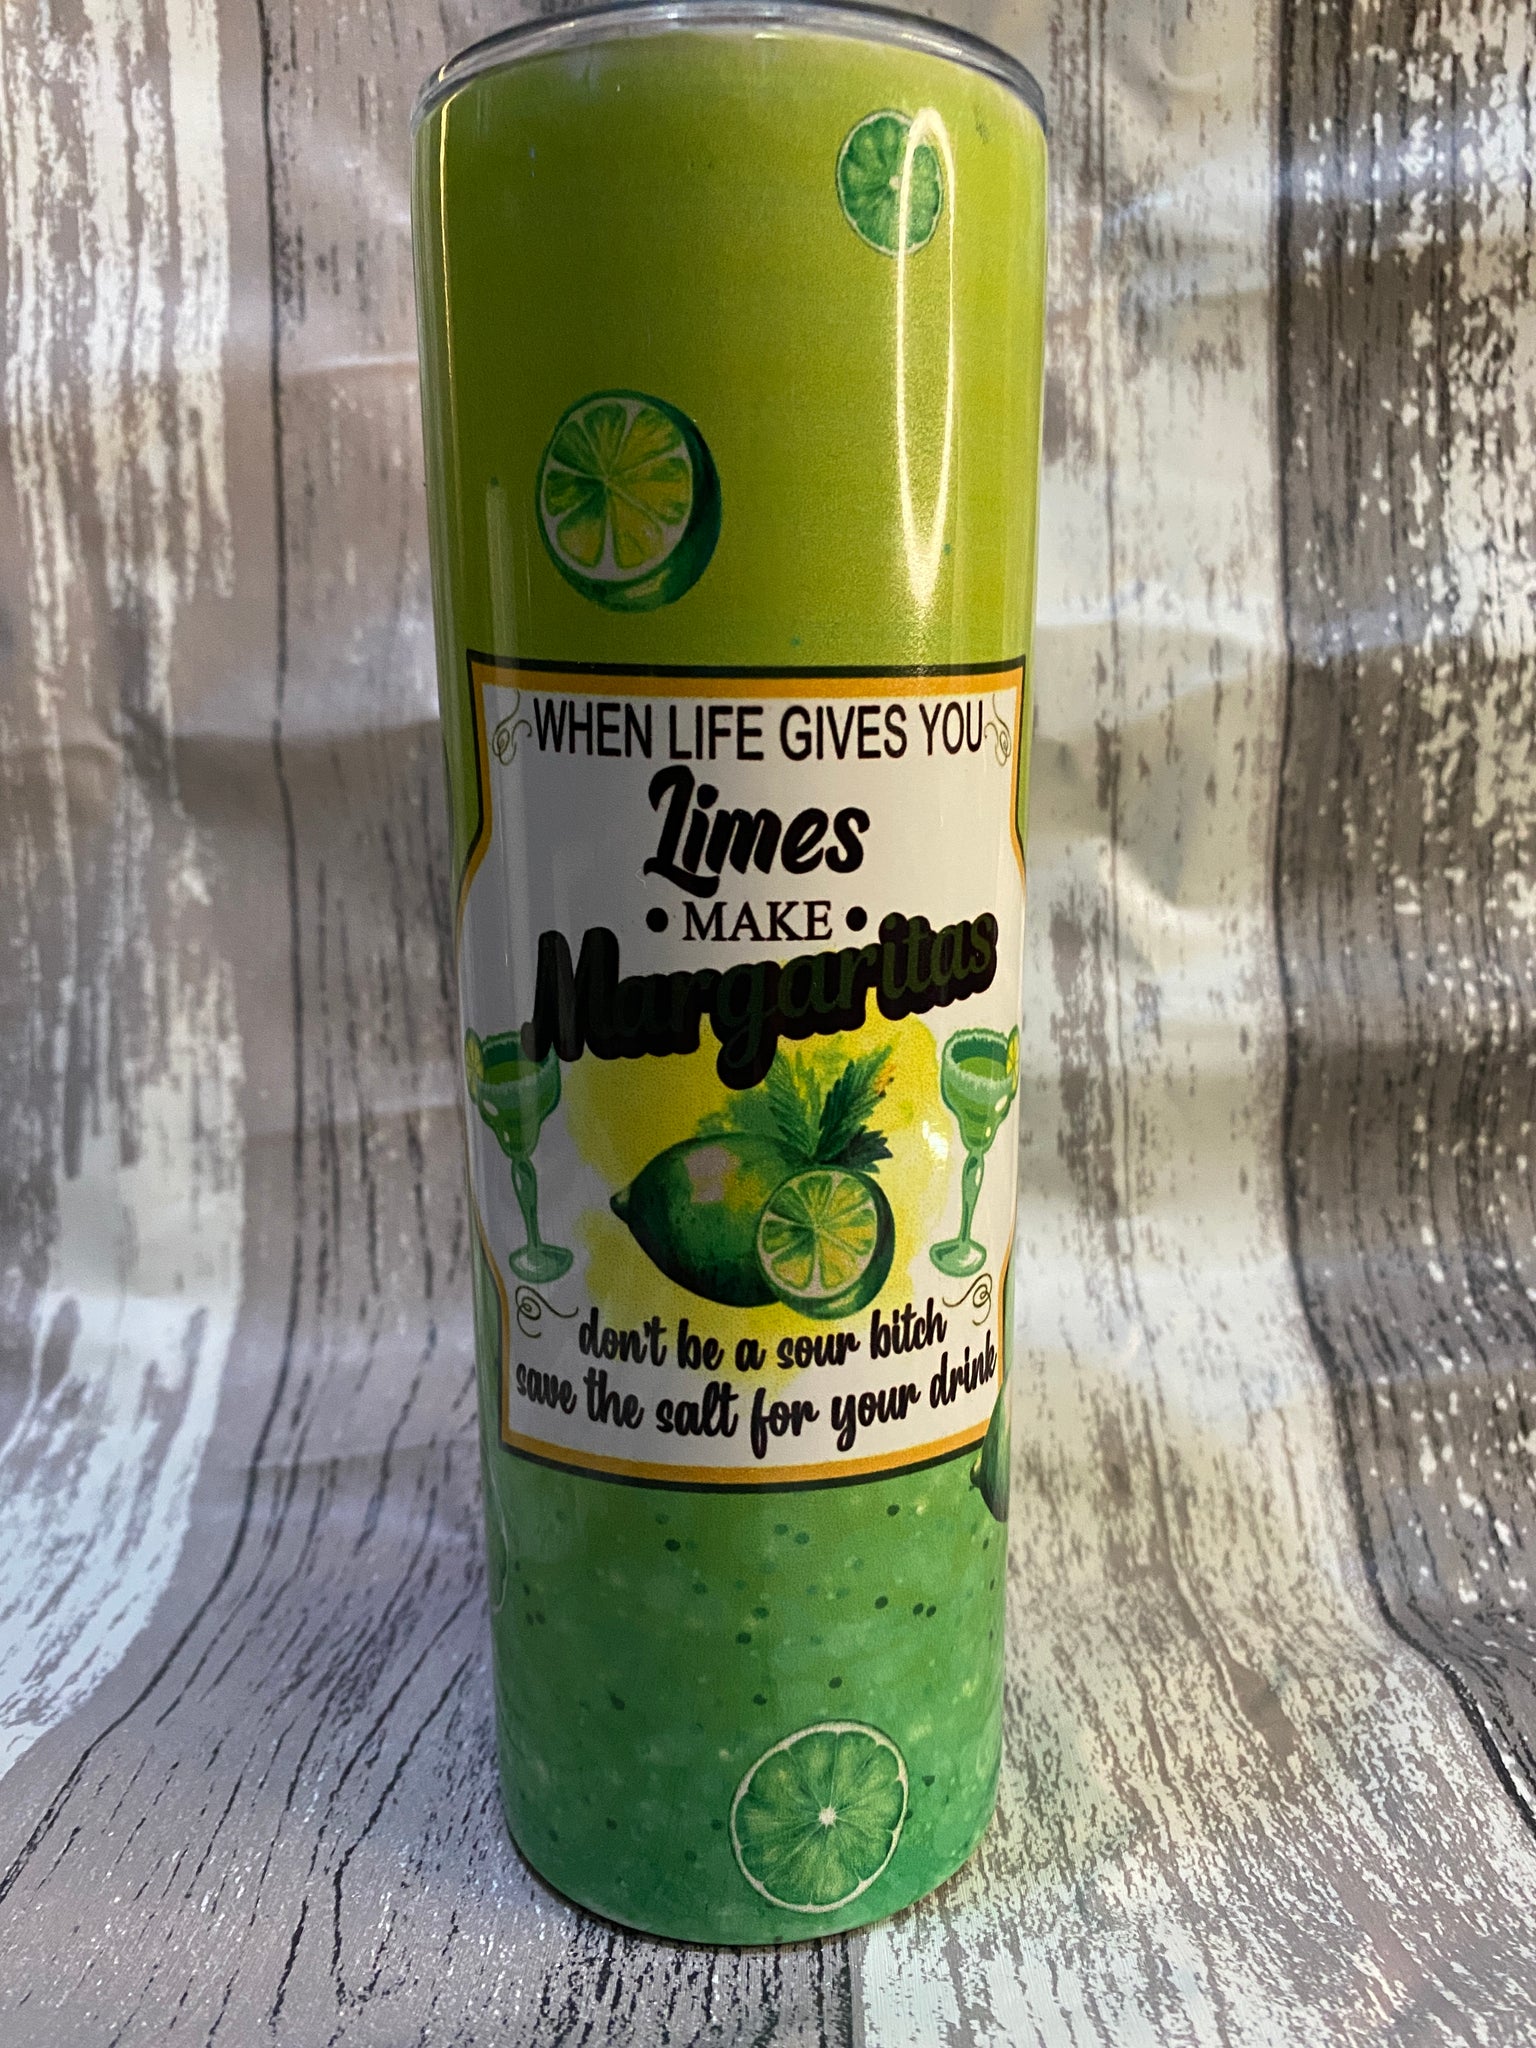 WHEN LIFE GIVES YOU
Limes
• MAKE •
Margaritas
don't be a sour bitch
save the salt for your drink